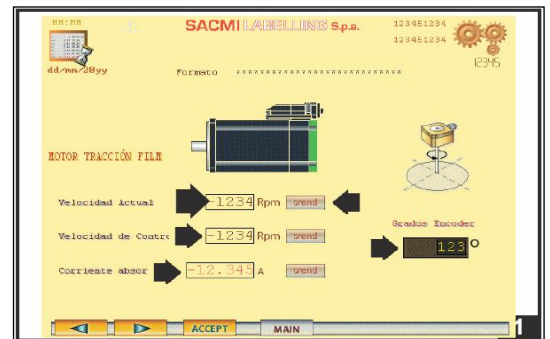 HH:MM
SACMI LABELLING S.p.a.
123451234
123451234
12345
dd/mm/20yy
Formato ****************************
MOTOR TRACCIÓN FILM
Velocidad Actual -1234 Rpm trend
Velocidad de Contro -1234 Rpm trend
Grados Encoder
123 °
Corriente absor -12.345 A trend
ACCEPT MAIN
1